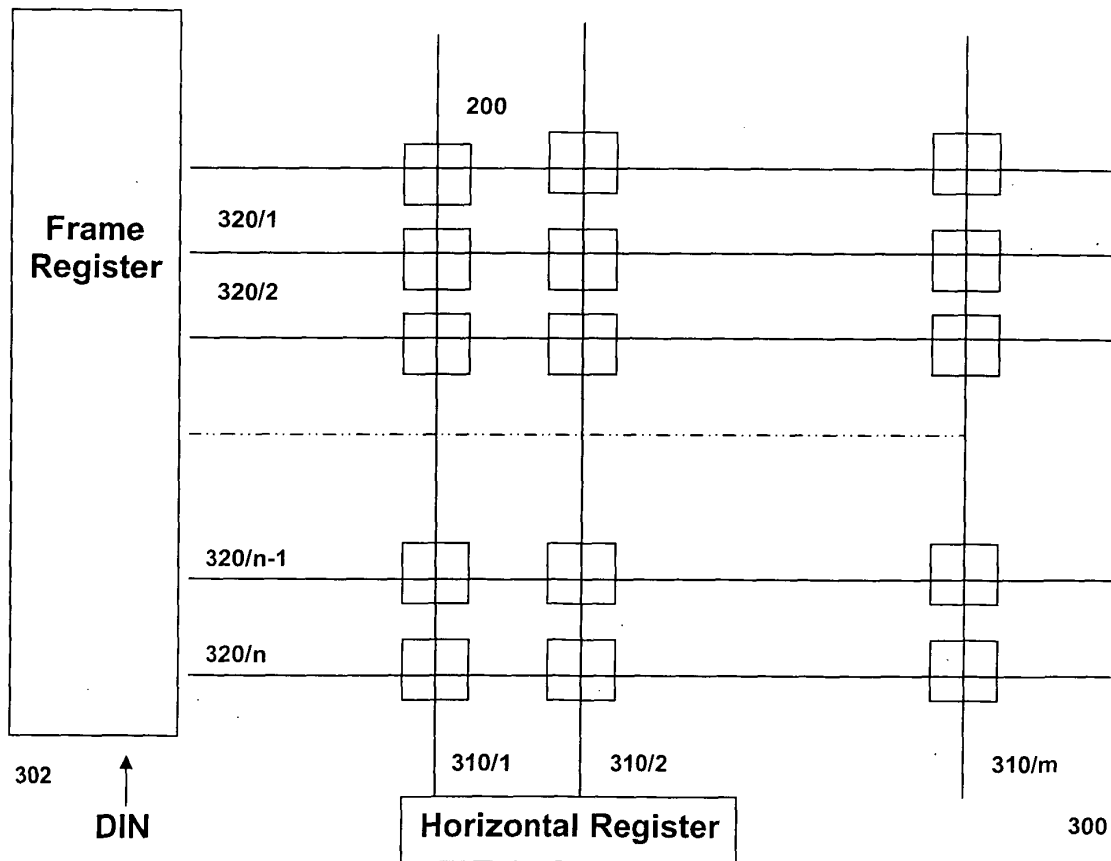 200
320/1
Frame
Register
320/2
320/n-1
320/n
310/1
310/2
310/m
302
DIN
Horizontal Register
300